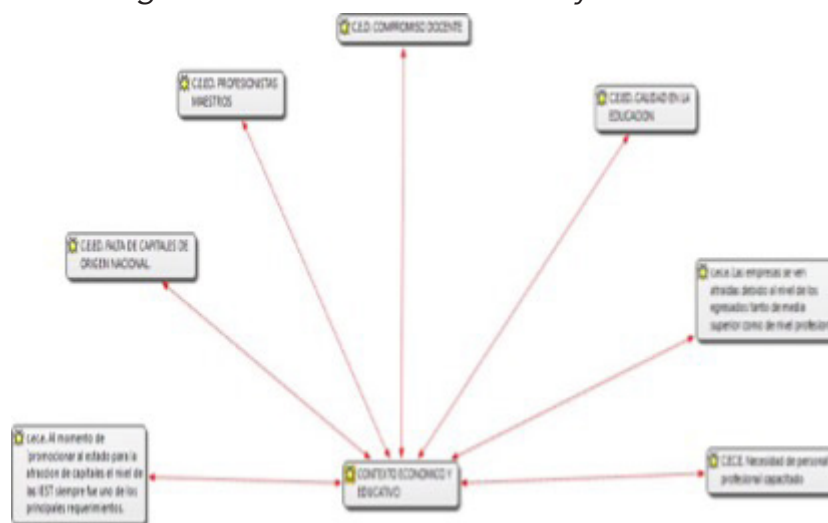 C.E.D. COMPROMISO DOCENTE
C.E.ED. PROFESIONISTAS
MAESTROS
C.E.ED. CALIDAD EN LA
EDUCACION
C.E.ED. FALTA DE CAPITALES DE
ORIGEN NACIONAL.
c.e.c.e. Las empresas se ven
atraidas debido al nivel de los
egresados tanto de media
superior como de nivel profesion
c.e.c.e. Al momento de
promocionar al estado para la
atraccion de capitales el nivel de
las IEST siempre fue uno de los
principales requerimientos.
CONTEXTO ECONOMICO Y
EDUCATIVO
C.E.C.E. Necesidad de personal
profesional capacitado